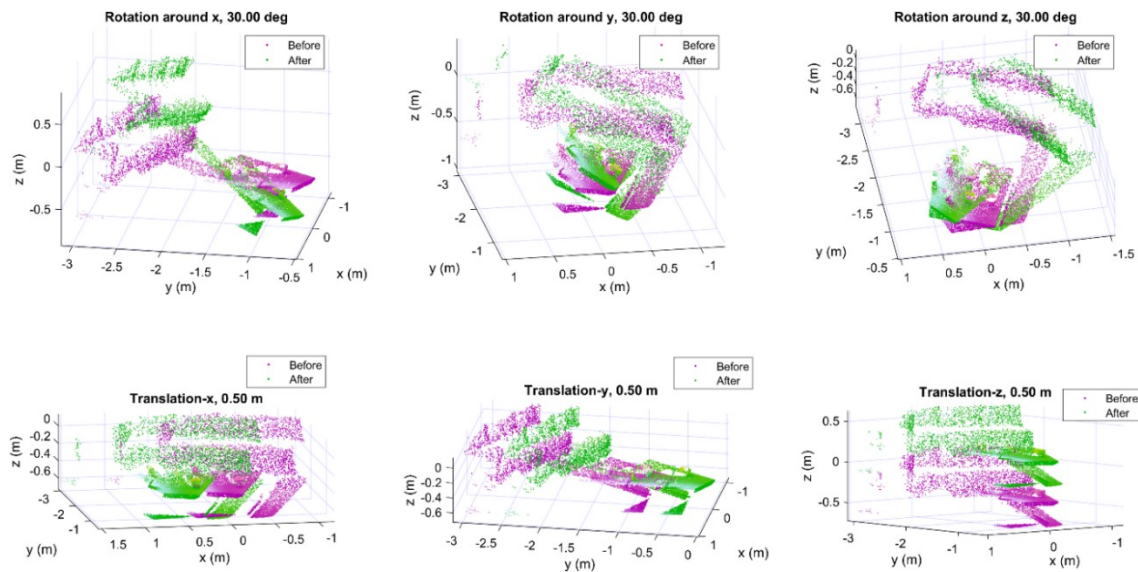 Rotation around x, 30.00 deg
Before
After
0.5
0
-0.5
z (m)
-3
-2.5
-2
-1.5
-1
-0.5
y (m)
1
0
-1
x (m)
Rotation around y, 30.00 deg
Before
After
0
-0.5
-1
z (m)
-3
-2
-1
y (m)
1
0.5
0
-0.5
-1
x (m)
Rotation around z, 30.00 deg
Before
After
0
-0.2
-0.4
-0.6
z (m)
-3
-2.5
-2
-1.5
-1
-0.5
y (m)
1
0.5
0
-0.5
-1
-1.5
x (m)
Translation-x, 0.50 m
Before
After
0
-0.2
-0.4
-0.6
z (m)
-3
-2
-1
y (m)
1.5
1
0.5
0
-0.5
-1
x (m)
Translation-y, 0.50 m
Before
After
0
-0.2
-0.4
-0.6
z (m)
-3
-2.5
-2
-1.5
-1
-0.5
0
y (m)
1
0
-1
x (m)
Translation-z, 0.50 m
Before
After
0.5
0
-0.5
z (m)
-3
-2
-1
y (m)
1
0
-1
x (m)